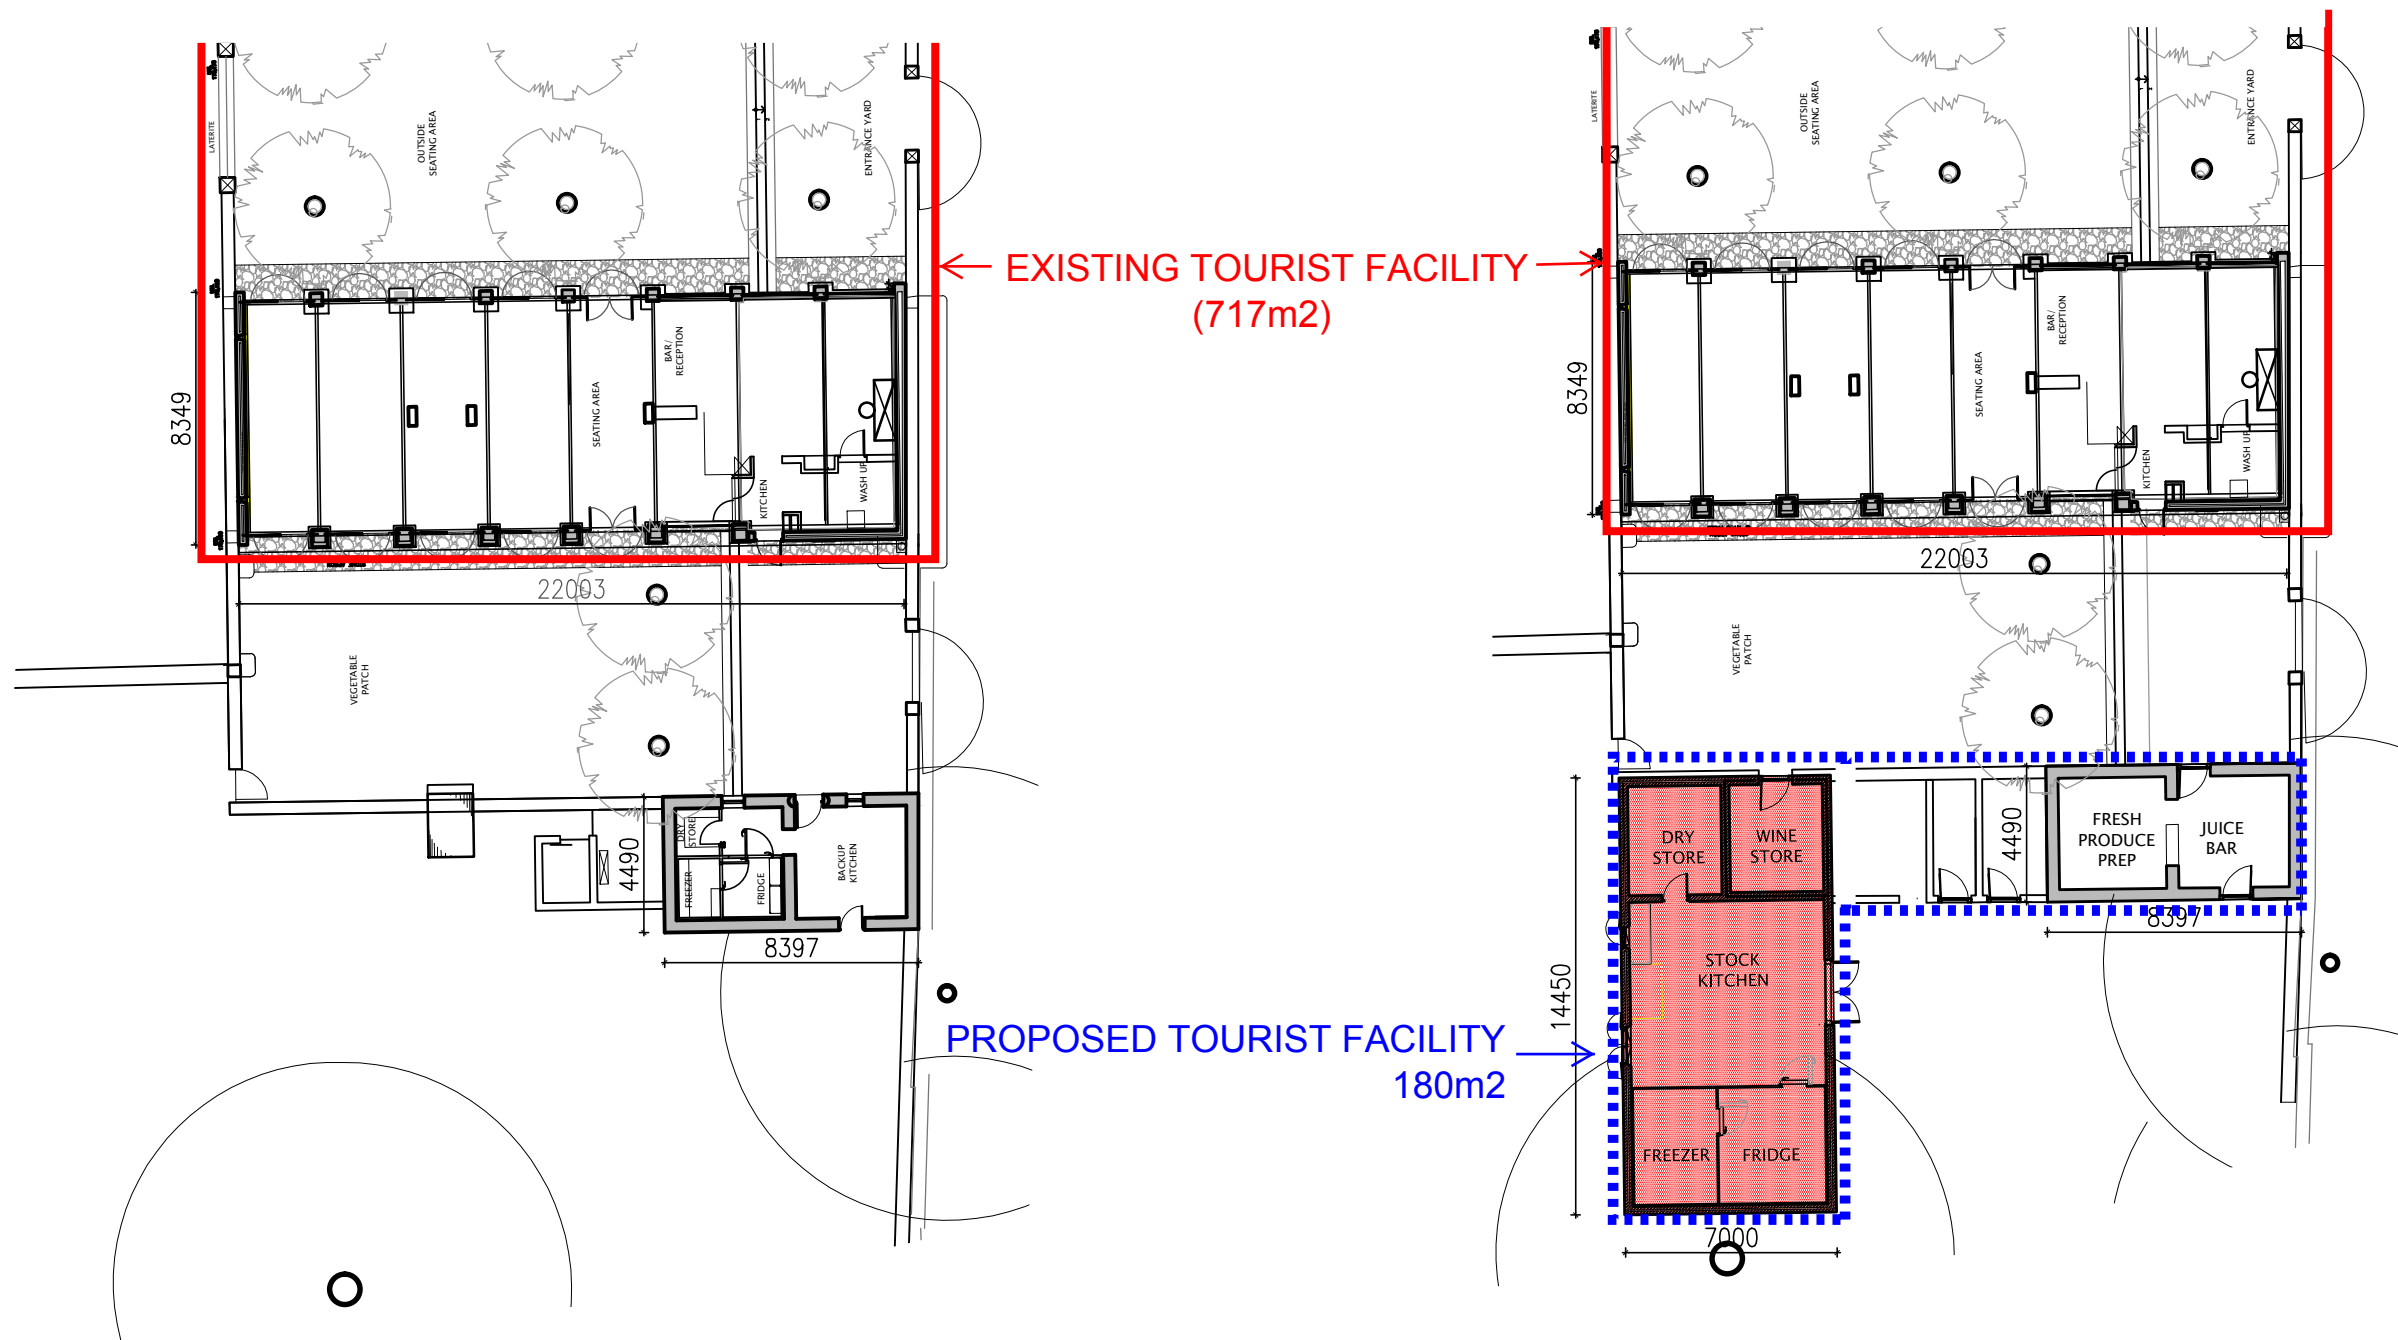 LATERITE
OUTSIDE
SEATING AREA
ENTRANCE YARD
8349
SEATING AREA
BAR/
RECEPTION
KITCHEN
WASH UP
22003
VEGETABLE
PATCH
DRY
STORE
FREEZER
FRIDGE
BACKUP
KITCHEN
4490
8397
EXISTING TOURIST FACILITY
(717m2)
PROPOSED TOURIST FACILITY
180m2
LATERITE
OUTSIDE
SEATING AREA
ENTRANCE YARD
8349
SEATING AREA
BAR/
RECEPTION
KITCHEN
WASH UP
22003
VEGETABLE
PATCH
DRY
STORE
WINE
STORE
STOCK
KITCHEN
FREEZER
FRIDGE
14450
7000
4490
FRESH
PRODUCE
PREP
JUICE
BAR
8397